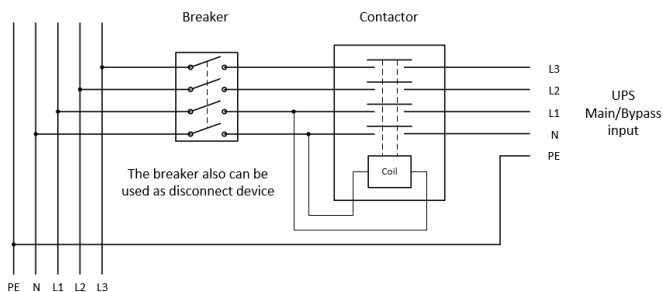 Breaker
Contactor
L3
L2
L1
N
PE
UPS
Main/Bypass
input
Coil
The breaker also can be
used as disconnect device
PE N L1 L2 L3